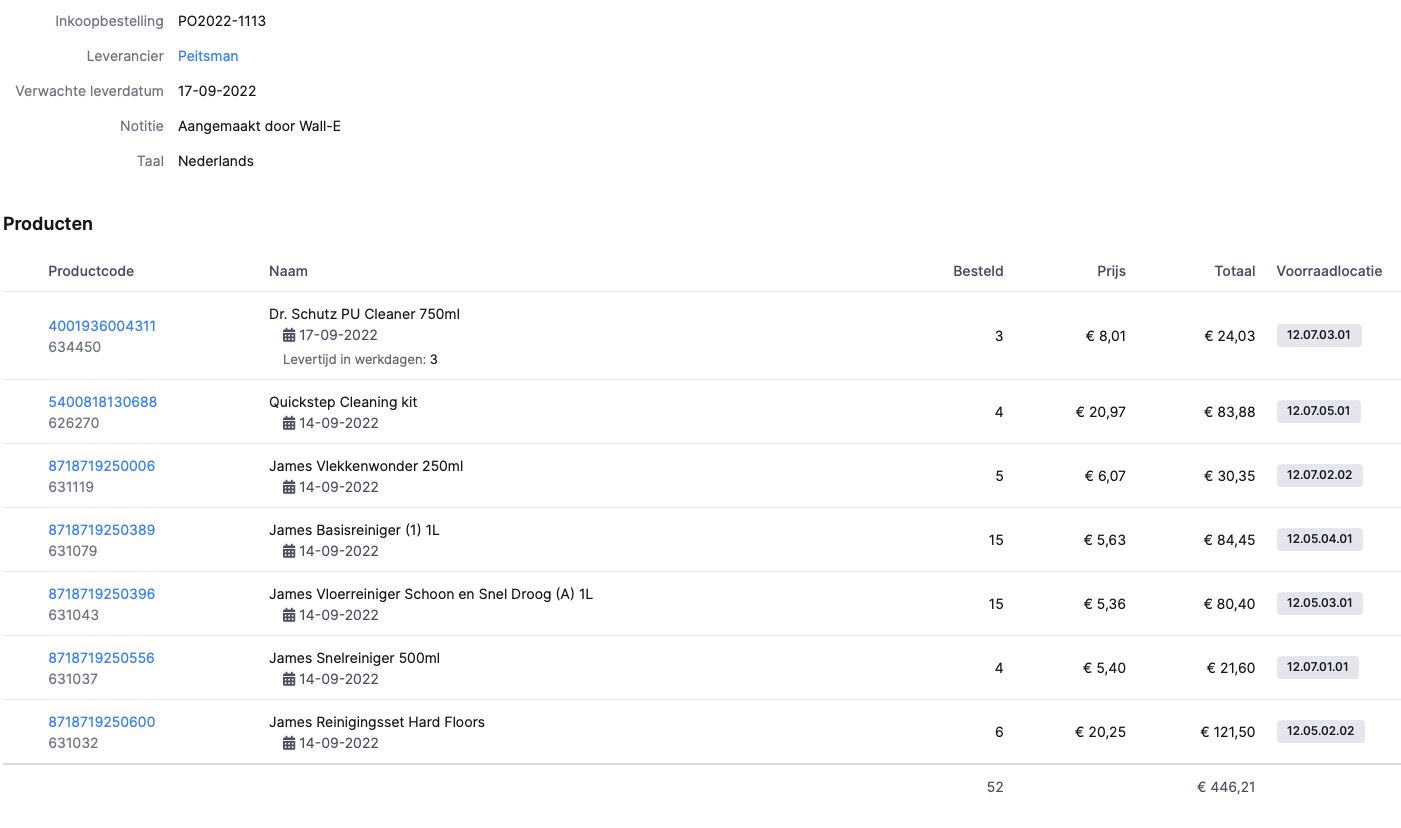 Inkoopbestelling PO2022-1113
Leverancier Peitsman
Verwachte leverdatum 17-09-2022
Notitie Aangemaakt door Wall-E
Taal Nederlands
Producten
Productcode Naam Besteld Prijs Totaal Voorraadlocatie
Dr. Schutz PU Cleaner 750ml
4001936004311
17-09-2022
3 € 8,01 € 24,03 12.07.03.01
634450
Levertijd in werkdagen: 3
5400818130688 Quickstep Cleaning kit
4 € 20,97 € 83,88 12.07.05.01
626270 14-09-2022
8718719250006 James Vlekkenwonder 250ml
5 € 6,07 € 30,35 12.07.02.02
631119 14-09-2022
8718719250389 James Basisreiniger (1) 1L
15 € 5,63 € 84,45 12.05.04.01
631079 14-09-2022
8718719250396 James Vloerreiniger Schoon en Snel Droog (A) 1L
15 € 5,36 € 80,40 12.05.03.01
631043 14-09-2022
8718719250556 James Snelreiniger 500ml
4 € 5,40 € 21,60 12.07.01.01
631037 14-09-2022
8718719250600 James Reinigingsset Hard Floors
6 € 20,25 € 121,50 12.05.02.02
631032 14-09-2022
52 € 446,21